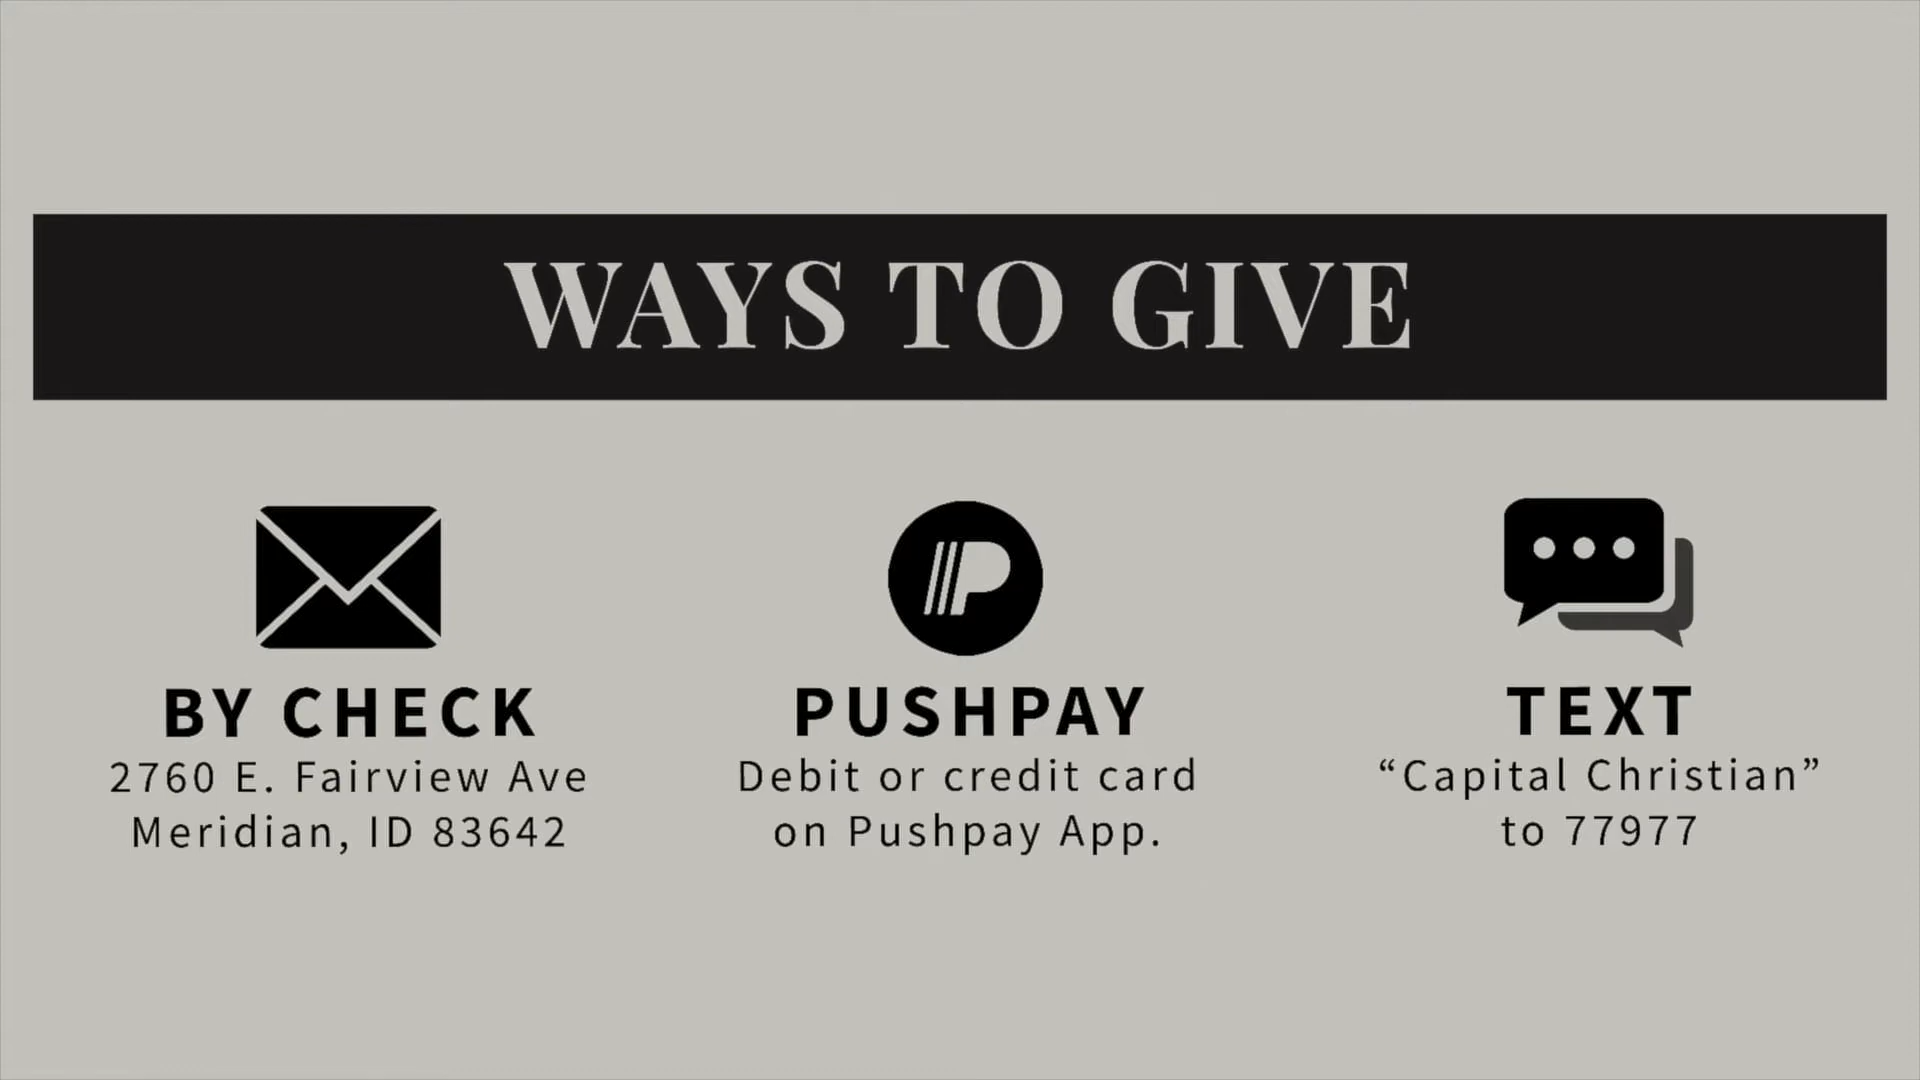 WAYS TO GIVE
BY CHECK
2760 E. Fairview Ave
Meridian, ID 83642
PUSHPAY
Debit or credit card
on Pushpay App.
TEXT
“Capital Christian”
to 77977